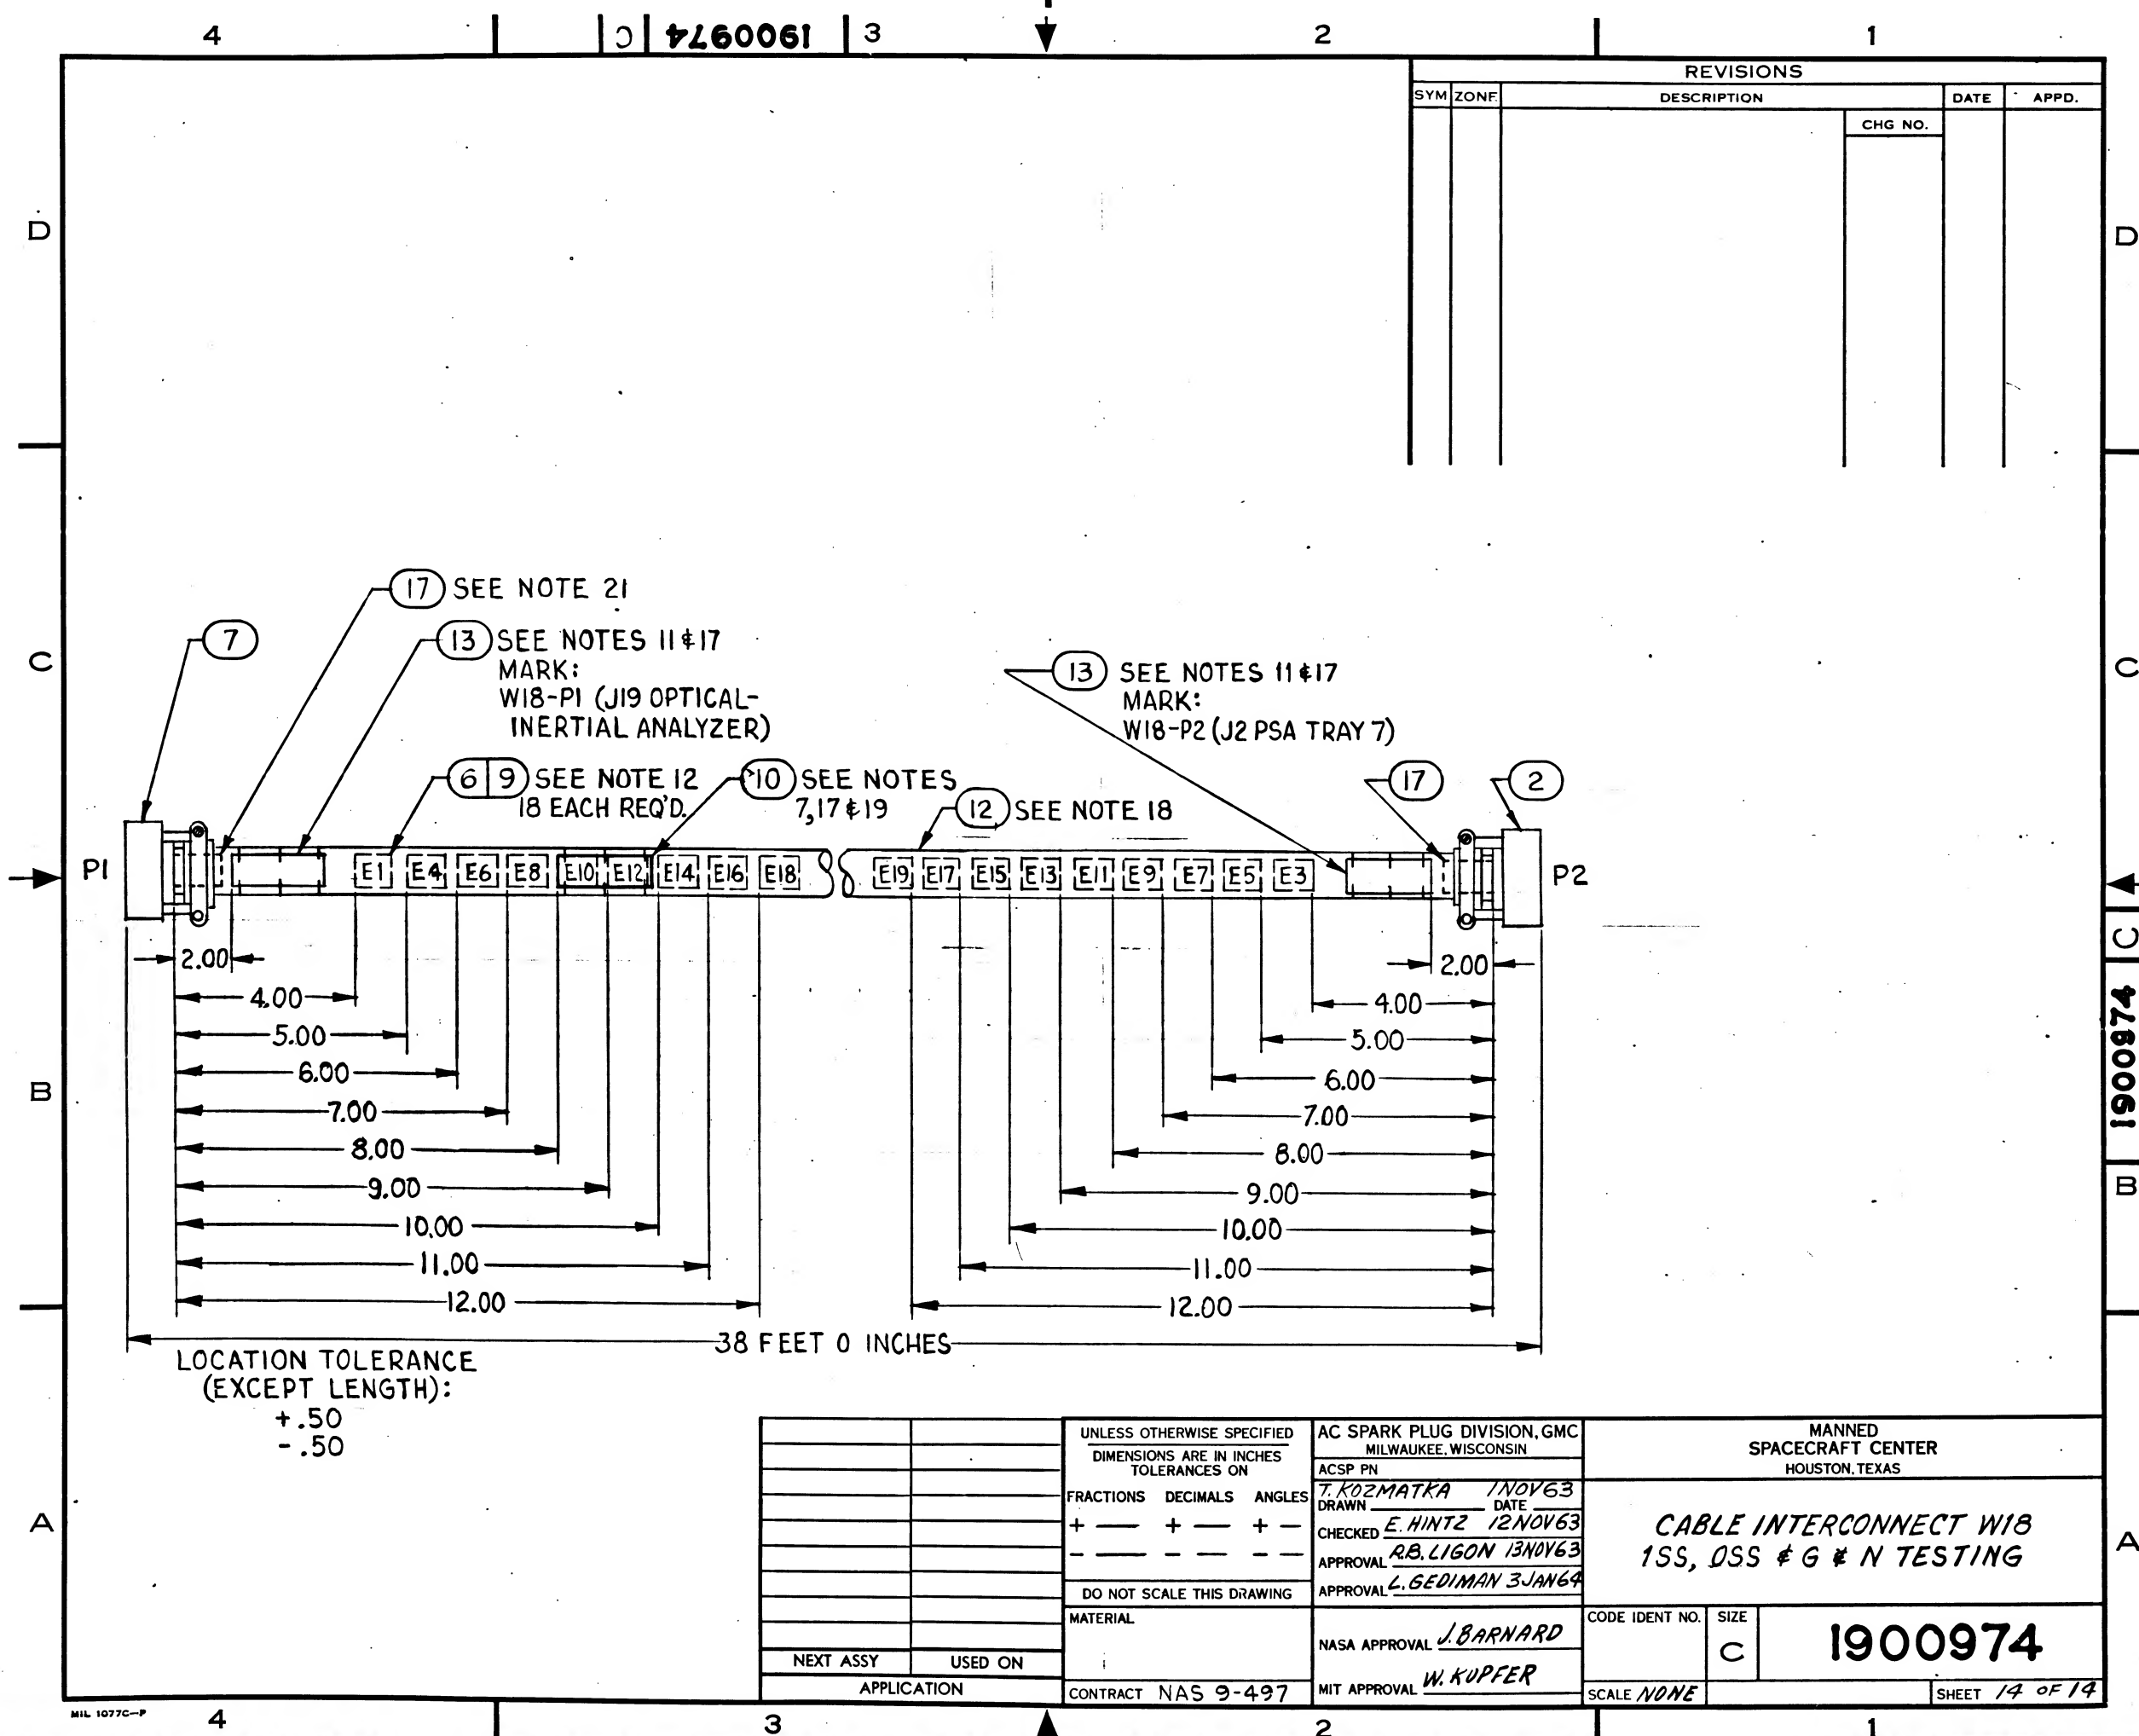 4
C
1900974
3
2
1
REVISIONS
SYM
ZONE
DESCRIPTION
DATE
APPD.
CHG NO.
D
D
17 SEE NOTE 21
7
13 SEE NOTES 11 & 17
MARK:
W18-P1 (J19 OPTICAL-
INERTIAL ANALYZER)
C
C
13 SEE NOTES 11 & 17
MARK:
W18-P2 (J2 PSA TRAY 7)
6 9 SEE NOTE 12
18 EACH REQ'D.
10 SEE NOTES
7, 17 & 19
12 SEE NOTE 18
17
2
P1
E1 E4 E6 E8 E10 E12 E14 E16 E18
E19 E17 E15 E13 E11 E9 E7 E5 E3
P2
2.00
2.00
4.00
4.00
5.00
5.00
6.00
6.00
7.00
7.00
8.00
8.00
9.00
9.00
10.00
10.00
11.00
11.00
12.00
12.00
38 FEET 0 INCHES
B
B
C
1900974
LOCATION TOLERANCE
(EXCEPT LENGTH):
+.50
-.50
A
A
NEXT ASSY
USED ON
APPLICATION
UNLESS OTHERWISE SPECIFIED
DIMENSIONS ARE IN INCHES
TOLERANCES ON
FRACTIONS DECIMALS ANGLES
+ — + — + —
- — - — - —
DO NOT SCALE THIS DRAWING
MATERIAL
CONTRACT NAS 9-497
AC SPARK PLUG DIVISION, GMC
MILWAUKEE, WISCONSIN
ACSP PN
DRAWN T. KOZMATKA DATE 1NOV63
CHECKED E. HINTZ 12NOV63
APPROVAL R.B. LIGON 13NOV63
APPROVAL L. GEDIMAN 3JAN64
NASA APPROVAL J. BARNARD
MIT APPROVAL W. KUPFER
MANNED
SPACECRAFT CENTER
HOUSTON, TEXAS
CABLE INTERCONNECT W18
ISS, OSS & G & N TESTING
CODE IDENT NO.
SIZE
C
1900974
SCALE NONE
SHEET 14 OF 14
MIL 1077C-P
4
3
2
1